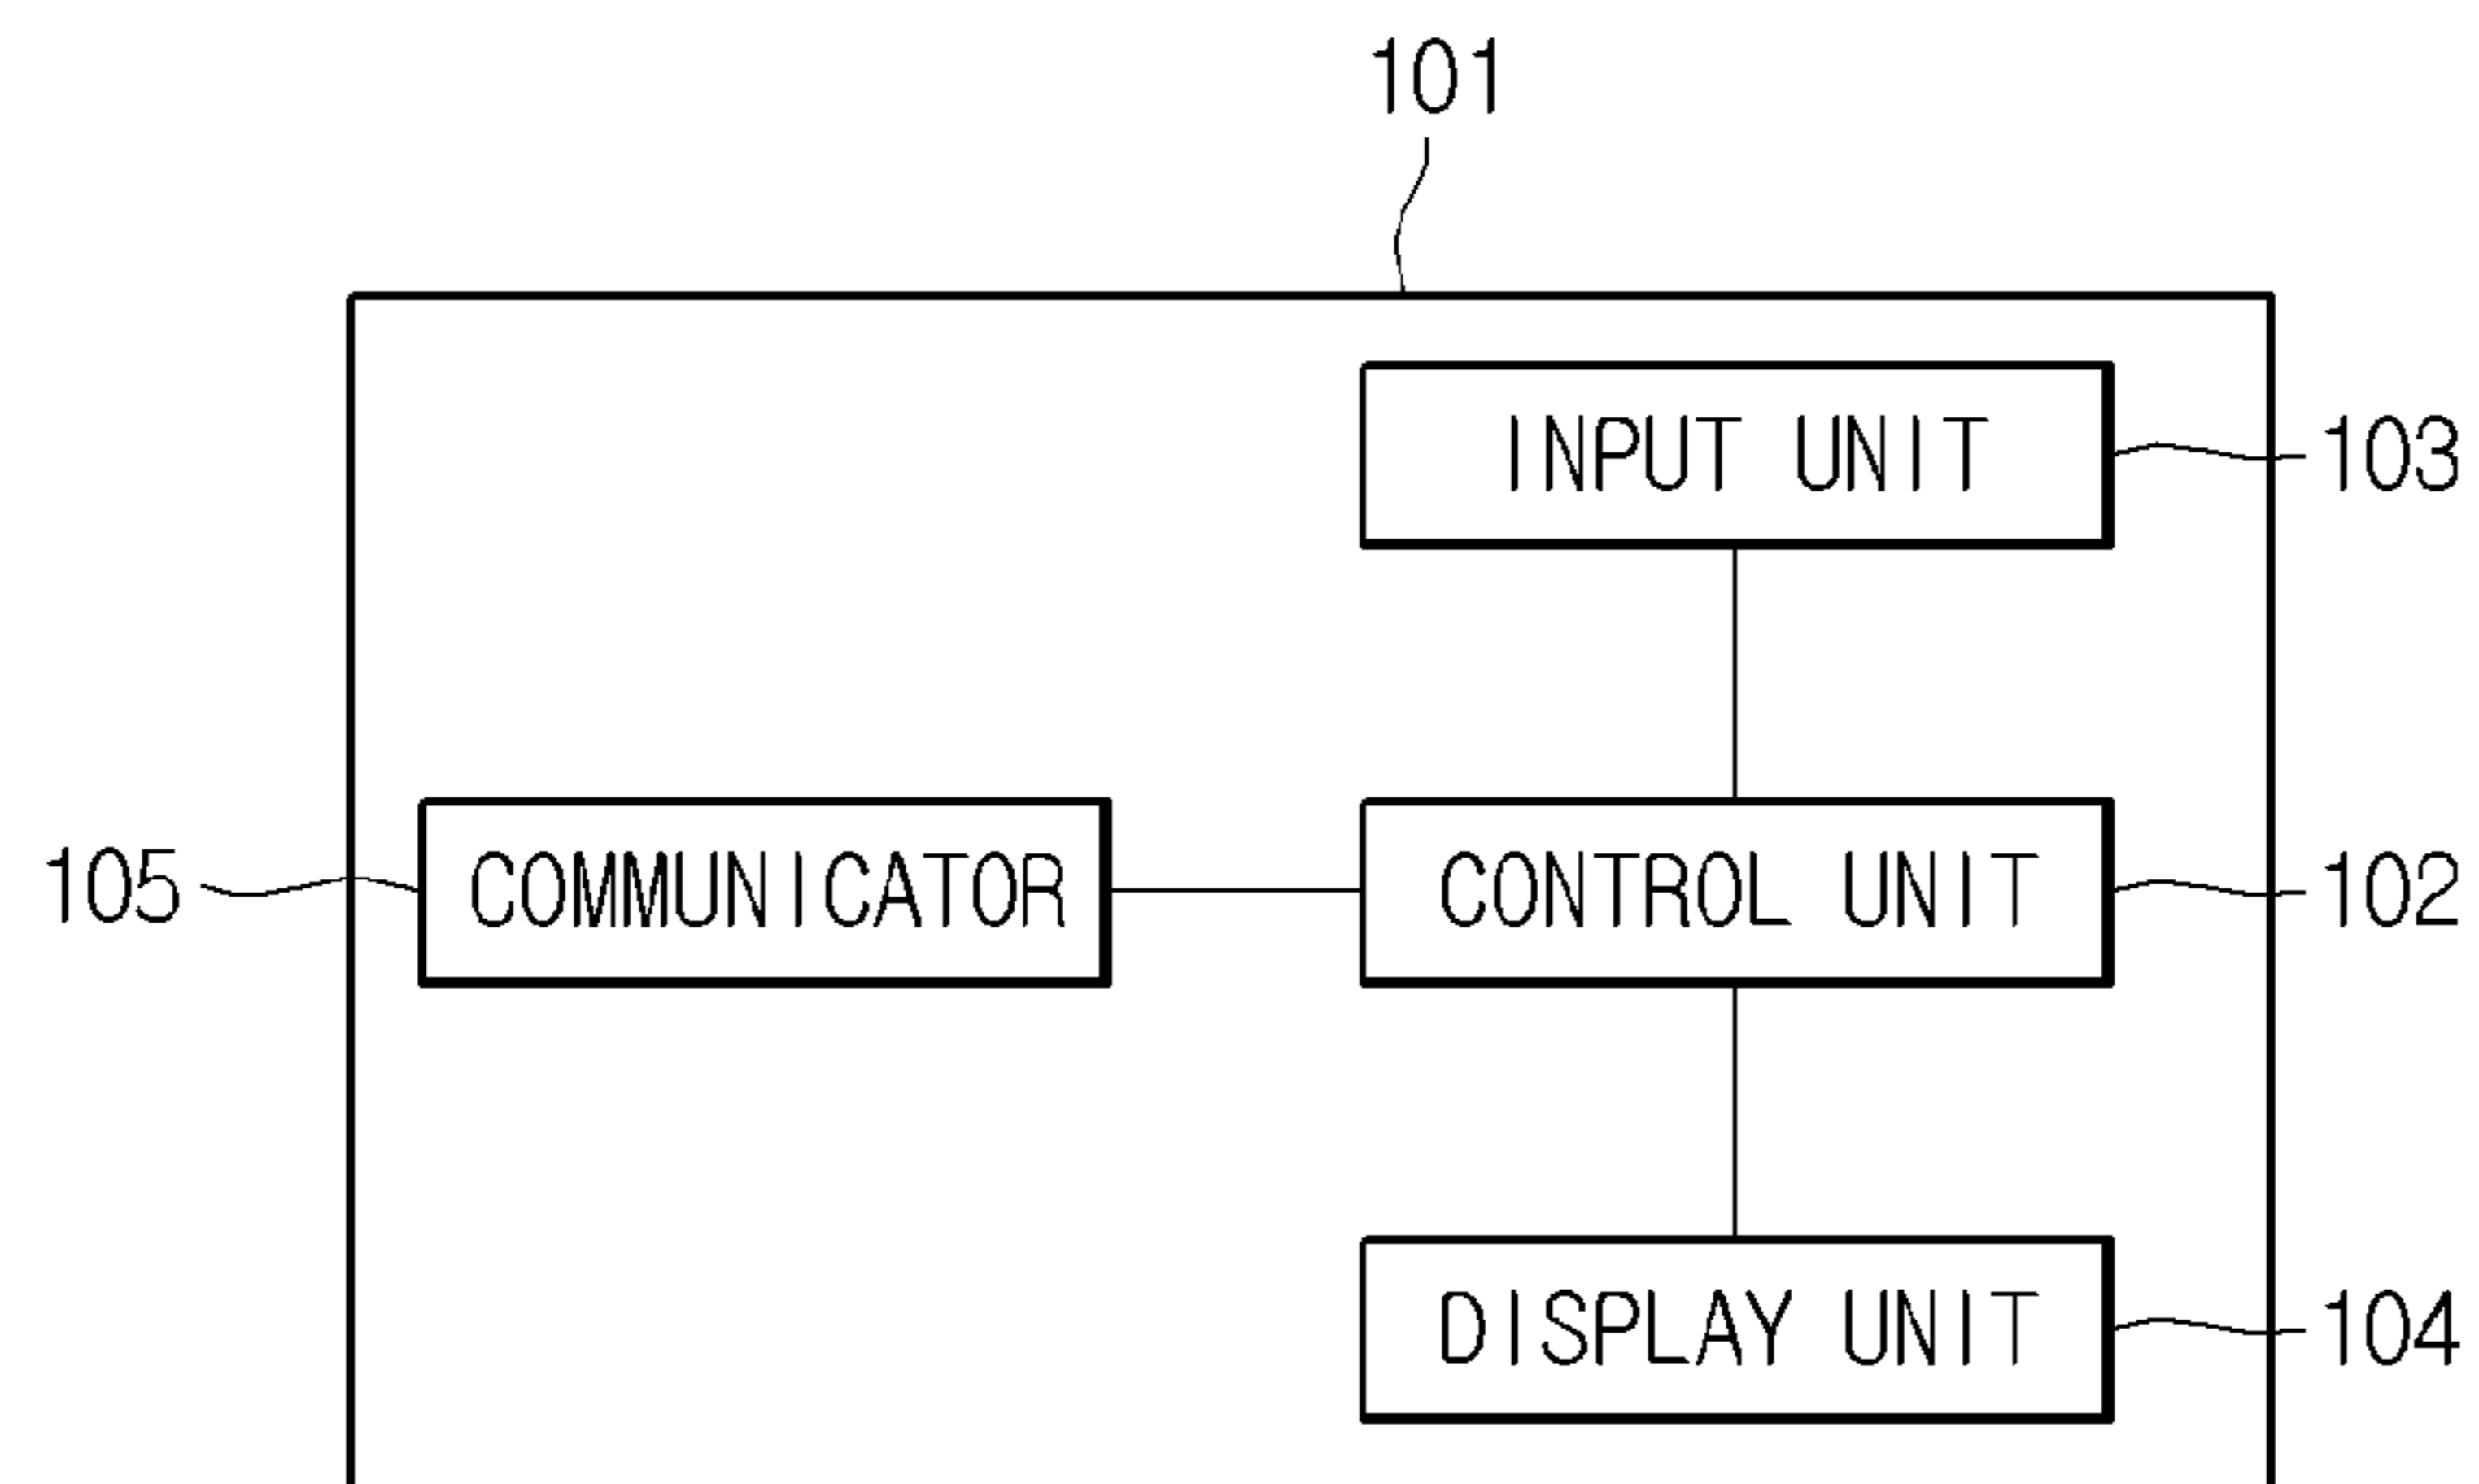 101
INPUT UNIT 103
105 COMMUNICATOR CONTROL UNIT 102
DISPLAY UNIT 104